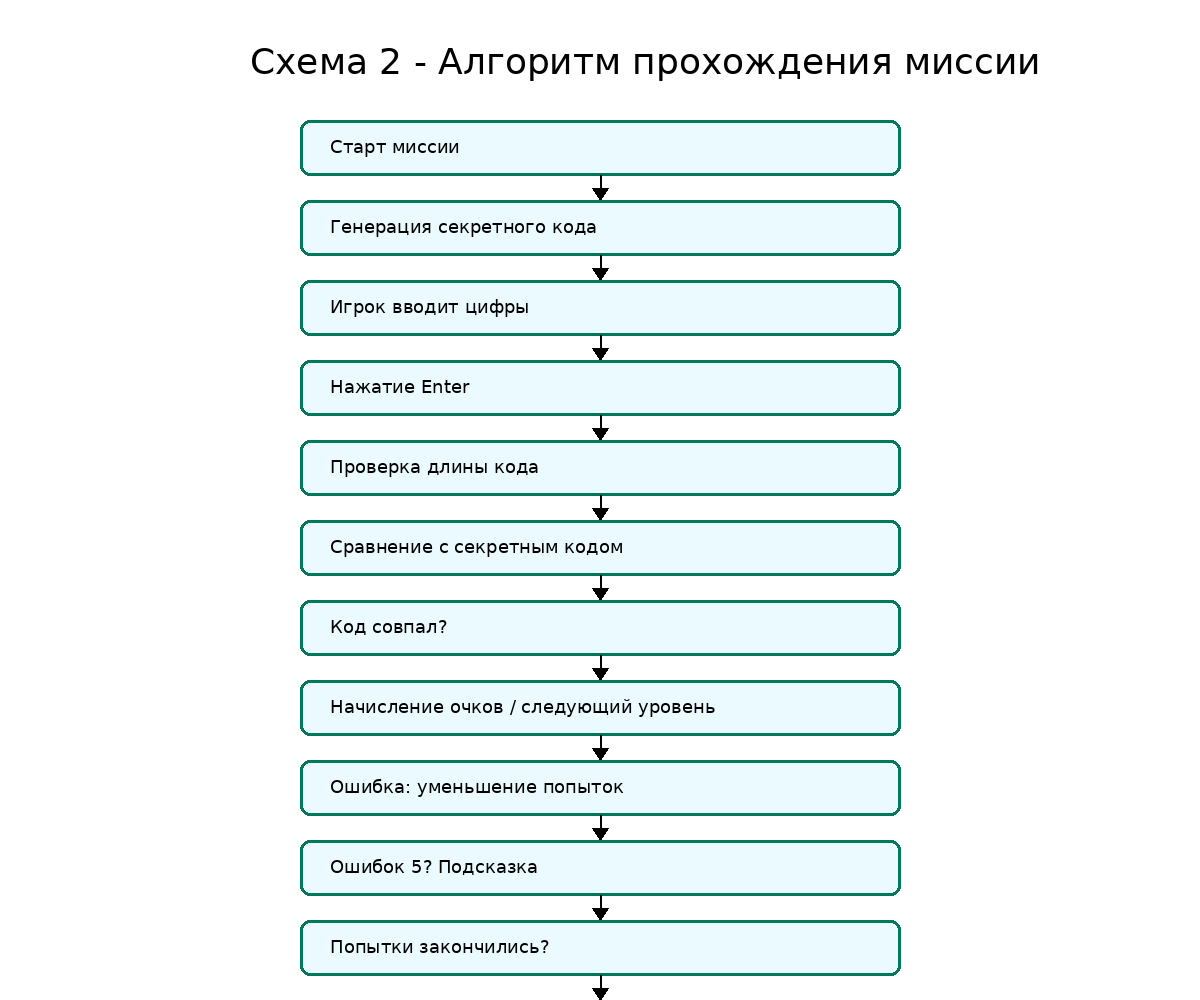 Схема 2 - Алгоритм прохождения миссии
Старт миссии
Генерация секретного кода
Игрок вводит цифры
Нажатие Enter
Проверка длины кода
Сравнение с секретным кодом
Код совпал?
Начисление очков / следующий уровень
Ошибка: уменьшение попыток
Ошибок 5? Подсказка
Попытки закончились?